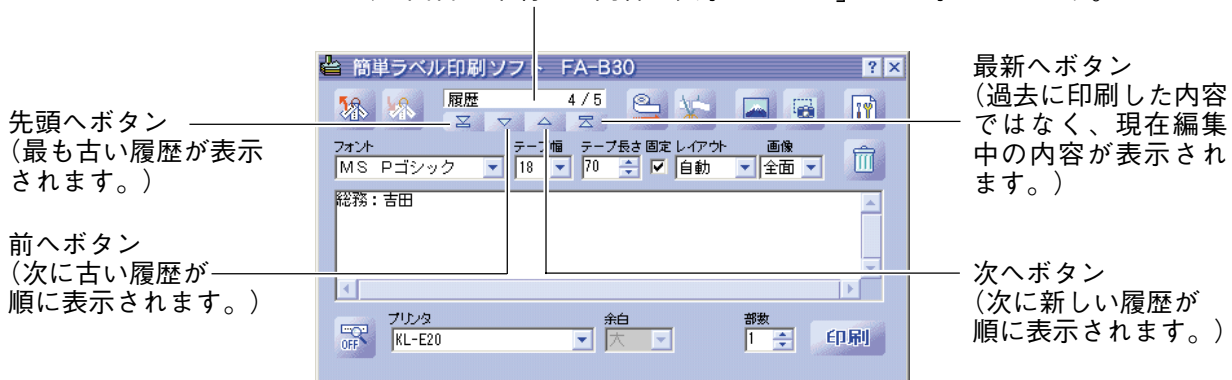 簡単ラベル印刷ソフト FA-B30
履歴 4/5
フォント テープ幅 テープ長さ 固定 レイアウト 画像
MS Pゴシック 18 70 自動 全面
総務：吉田
プリンタ 余白 部数
OFF KL-E20 大 1 印刷
先頭へボタン
（最も古い履歴が表示
されます。）
前へボタン
（次に古い履歴が
順に表示されます。）
最新へボタン
（過去に印刷した内容
ではなく、現在編集
中の内容が表示され
ます。）
次へボタン
（次に新しい履歴が
順に表示されます。）